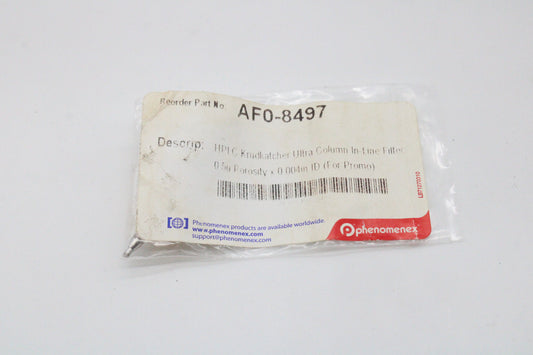 Reorder Part No: AF0-8497
Descrip: HPLC Krudkatcher Ultra Column In-Line Filter
0.5u Porosity x 0.004in ID (For Promo)
Phenomenex products are available worldwide.
www.phenomenex.com
support@phenomenex.com
phenomenex